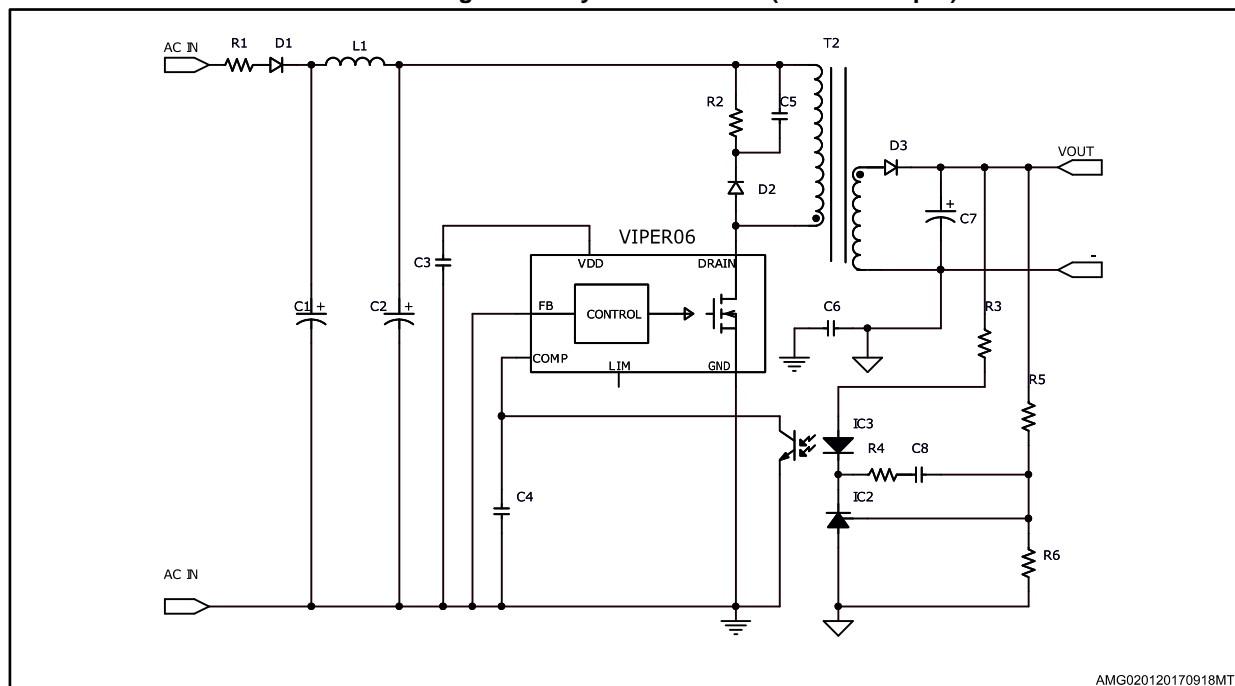 AC IN
R1
D1
L1
T2
R2
C5
D3
VOUT
D2
C7
-
VIPER06
VDD
DRAIN
C3
C1
+
C2
+
+
FB
CONTROL
C6
R3
COMP
LIM
GND
R5
IC3
R4
C8
C4
IC2
R6
AC IN
AMG020120170918MT